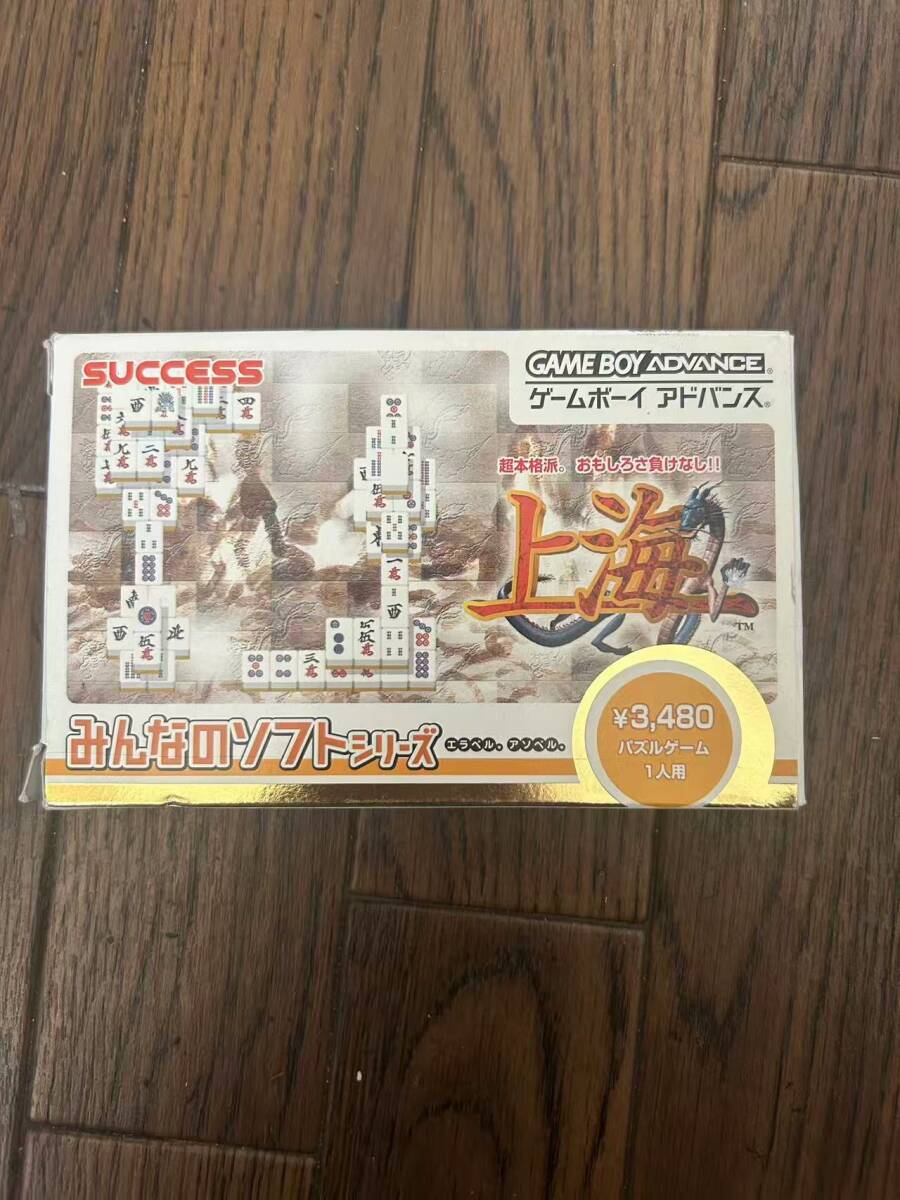 SUCCESS
GAME BOY ADVANCE
ゲームボーイ アドバンス
超本格派。 おもしろさ負けなし!!
上海
TM
みんなのソフトシリーズ エラベル。アソベル。
¥3,480
パズルゲーム
1人用